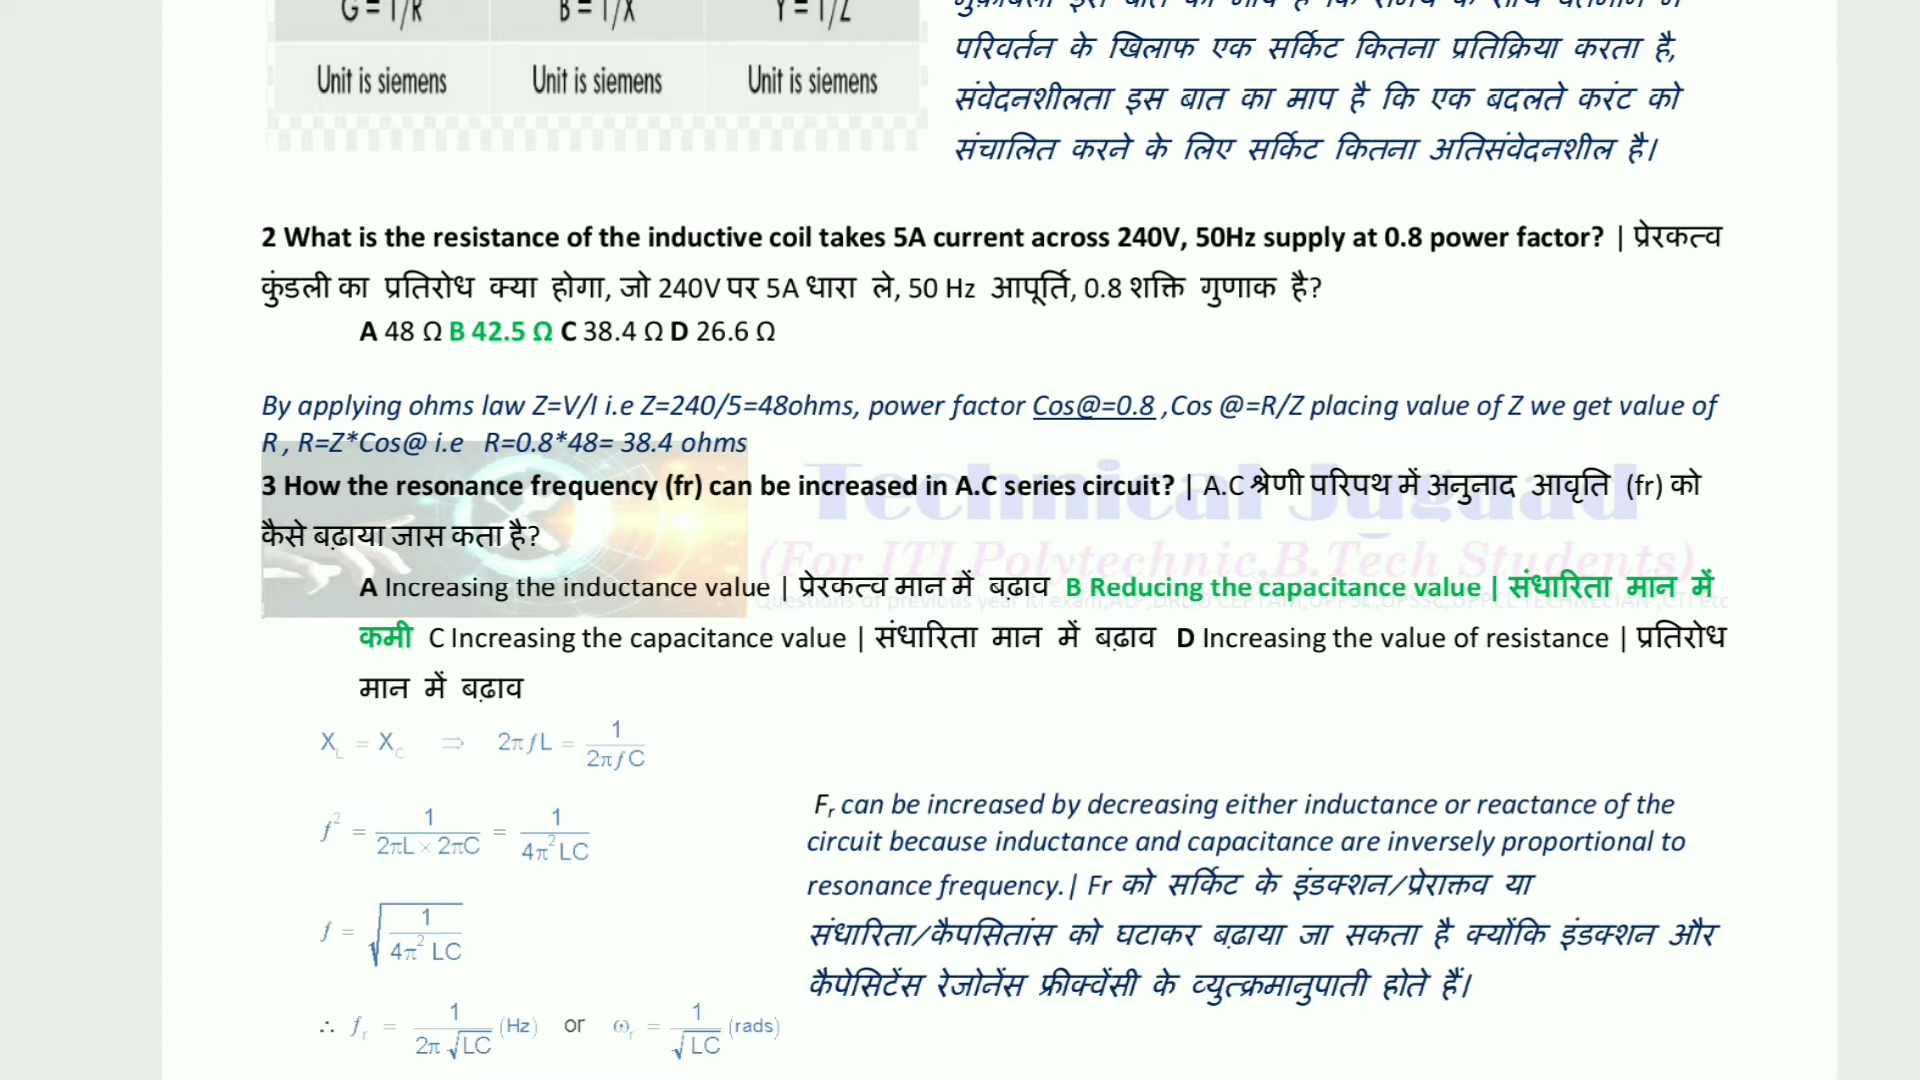 G = 1/R B = 1/X Y = 1/Z
परिवर्तन के खिलाफ एक सर्किट कितना प्रतिक्रिया करता है,
Unit is siemens Unit is siemens Unit is siemens
संवेदनशीलता इस बात का माप है कि एक बदलते करंट को
संचालित करने के लिए सर्किट कितना अतिसंवेदनशील है।
2 What is the resistance of the inductive coil takes 5A current across 240V, 50Hz supply at 0.8 power factor? | प्रेरकत्व
कुंडली का प्रतिरोध क्या होगा, जो 240V पर 5A धारा ले, 50 Hz आपूर्ति, 0.8 शक्ति गुणाक है?
A 48 Ω B 42.5 Ω C 38.4 Ω D 26.6 Ω
By applying ohms law Z=V/I i.e Z=240/5=48ohms, power factor Cos@=0.8 ,Cos @=R/Z placing value of Z we get value of
R , R=Z*Cos@ i.e R=0.8*48= 38.4 ohms
Technical Jugaad
3 How the resonance frequency (fr) can be increased in A.C series circuit? | A.C श्रेणी परिपथ में अनुनाद आवृति (fr) को
कैसे बढ़ाया जास कता है?
(For ITI,Polytechnic,B.Tech Students)
A Increasing the inductance value | प्रेरकत्व मान में बढ़ाव B Reducing the capacitance value | संधारिता मान में
कमी C Increasing the capacitance value | संधारिता मान में बढ़ाव D Increasing the value of resistance | प्रतिरोध
मान में बढ़ाव
X_L = X_C ⇒ 2πfL = 1/2πfC
f² = 1/2πL × 2πC = 1/4π² LC
f = √(1/4π² LC)
∴ f_r = 1/2π√LC (Hz) or ω_r = 1/√LC (rads)
Fr can be increased by decreasing either inductance or reactance of the
circuit because inductance and capacitance are inversely proportional to
resonance frequency.| Fr को सर्किट के इंडक्शन/प्रेराक्तव या
संधारिता/कैपसितांस को घटाकर बढ़ाया जा सकता है क्योंकि इंडक्शन और
कैपेसिटेंस रेजोनेंस फ्रीक्वेंसी के व्युत्क्रमानुपाती होते हैं।